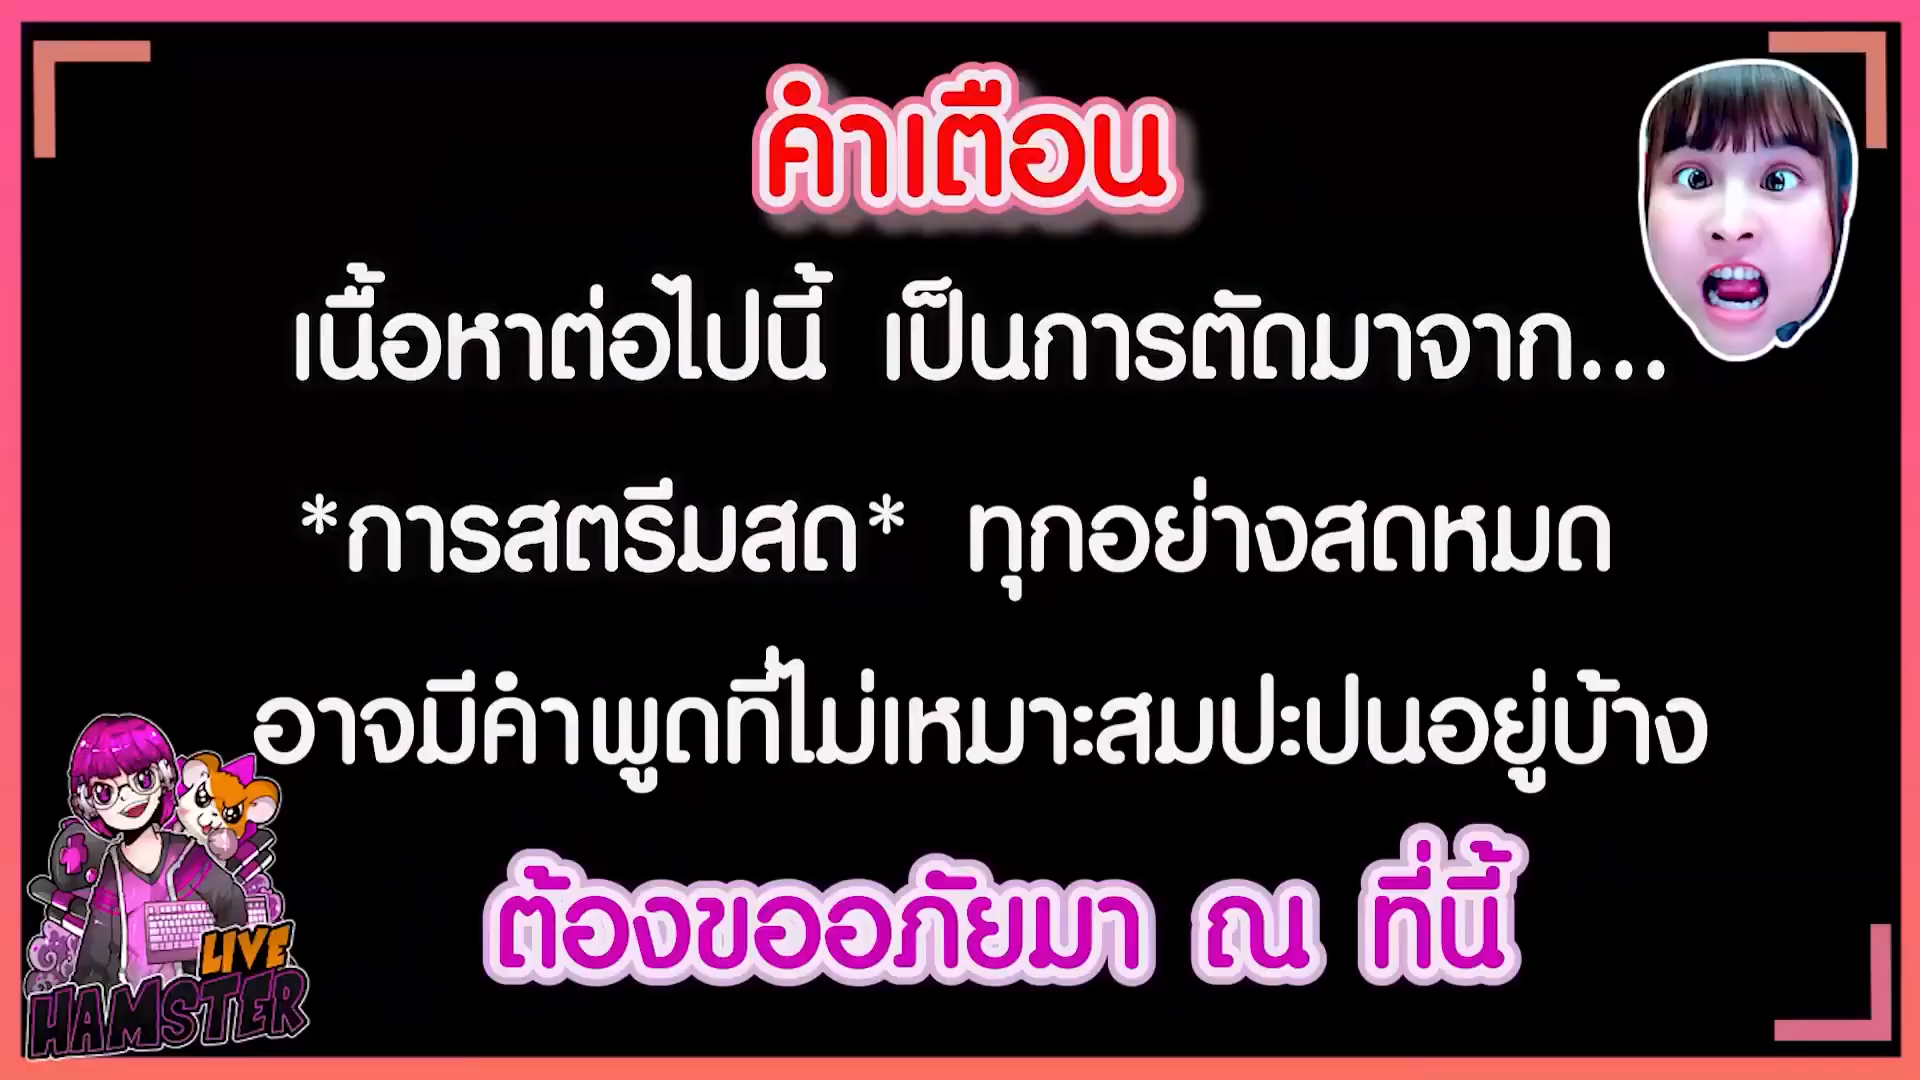 คำเตือน
เนื้อหาต่อไปนี้ เป็นการตัดมาจาก...
*การสตรีมสด* ทุกอย่างสดหมด
อาจมีคำพูดที่ไม่เหมาะสมปะปนอยู่บ้าง
ต้องขออภัยมา ณ ที่นี้
LIVE
HAMSTER